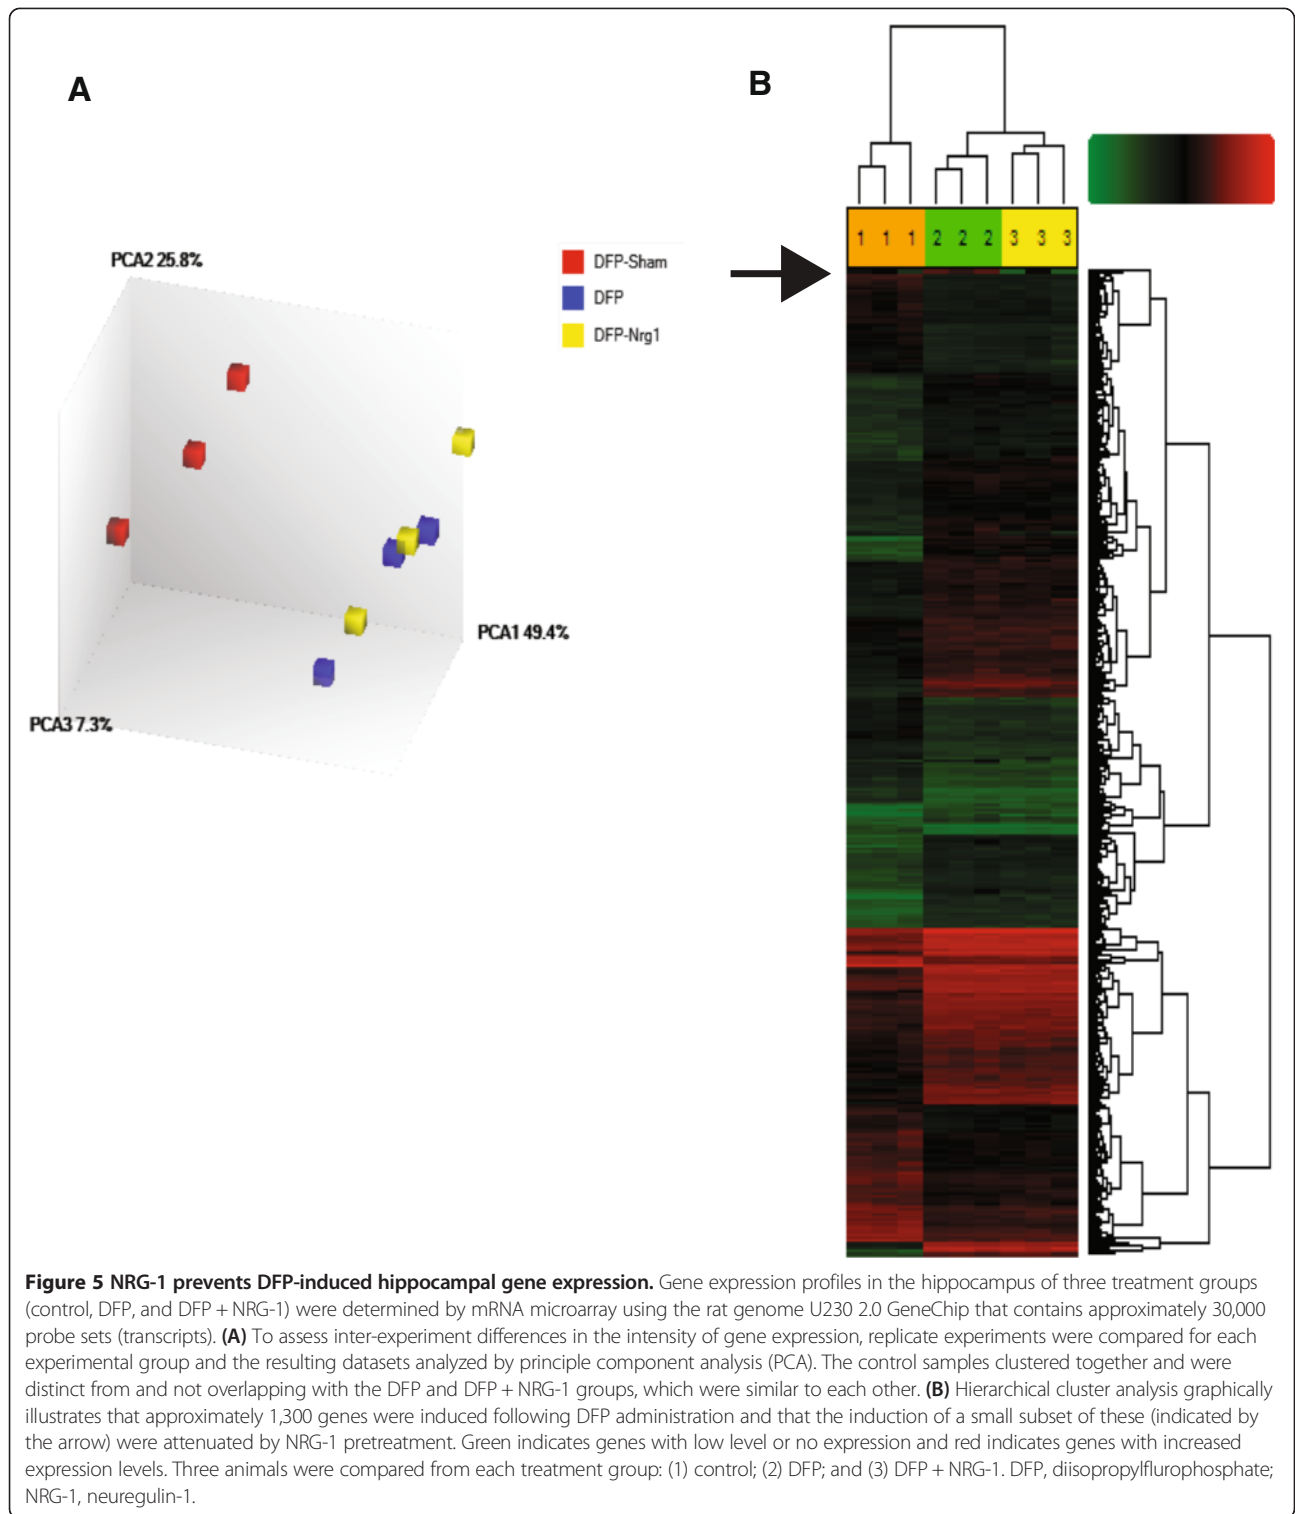 A
B
PCA2 25.8%
DFP-Sham
DFP
DFP-Nrg1
PCA1 49.4%
PCA3 7.3%
1 1 1 2 2 2 3 3 3
Figure 5 NRG-1 prevents DFP-induced hippocampal gene expression. Gene expression profiles in the hippocampus of three treatment groups
(control, DFP, and DFP + NRG-1) were determined by mRNA microarray using the rat genome U230 2.0 GeneChip that contains approximately 30,000
probe sets (transcripts). (A) To assess inter-experiment differences in the intensity of gene expression, replicate experiments were compared for each
experimental group and the resulting datasets analyzed by principle component analysis (PCA). The control samples clustered together and were
distinct from and not overlapping with the DFP and DFP + NRG-1 groups, which were similar to each other. (B) Hierarchical cluster analysis graphically
illustrates that approximately 1,300 genes were induced following DFP administration and that the induction of a small subset of these (indicated by
the arrow) were attenuated by NRG-1 pretreatment. Green indicates genes with low level or no expression and red indicates genes with increased
expression levels. Three animals were compared from each treatment group: (1) control; (2) DFP; and (3) DFP + NRG-1. DFP, diisopropylflurophosphate;
NRG-1, neuregulin-1.